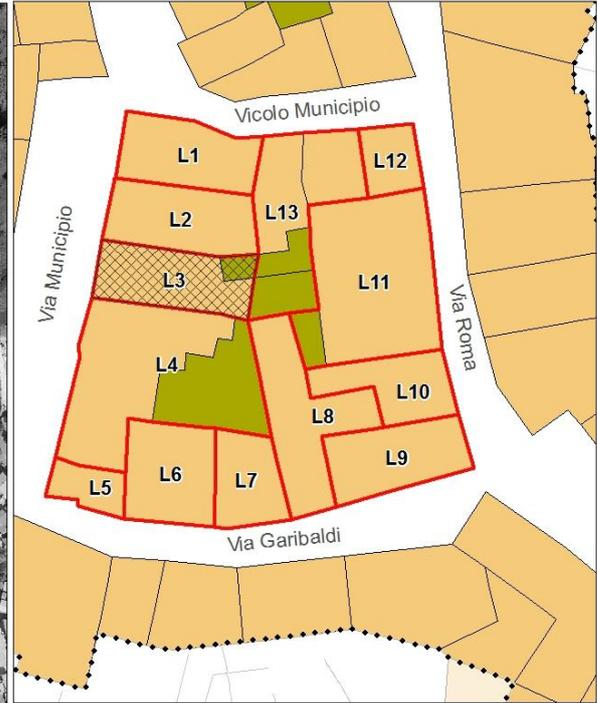 Vicolo Municipio
L1
L12
L2
L13
Via Municipio
L3
L11
Via Roma
L4
L10
L8
L9
L6
L7
L5
Via Garibaldi